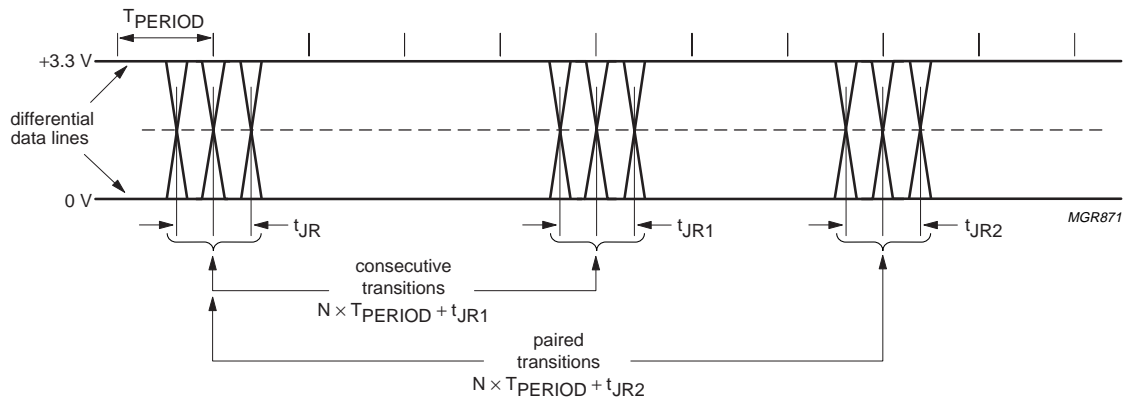 TPERIOD
+3.3 V
differential
data lines
0 V
tJR
tJR1
tJR2
MGR871
consecutive
transitions
N × TPERIOD + tJR1
paired
transitions
N × TPERIOD + tJR2